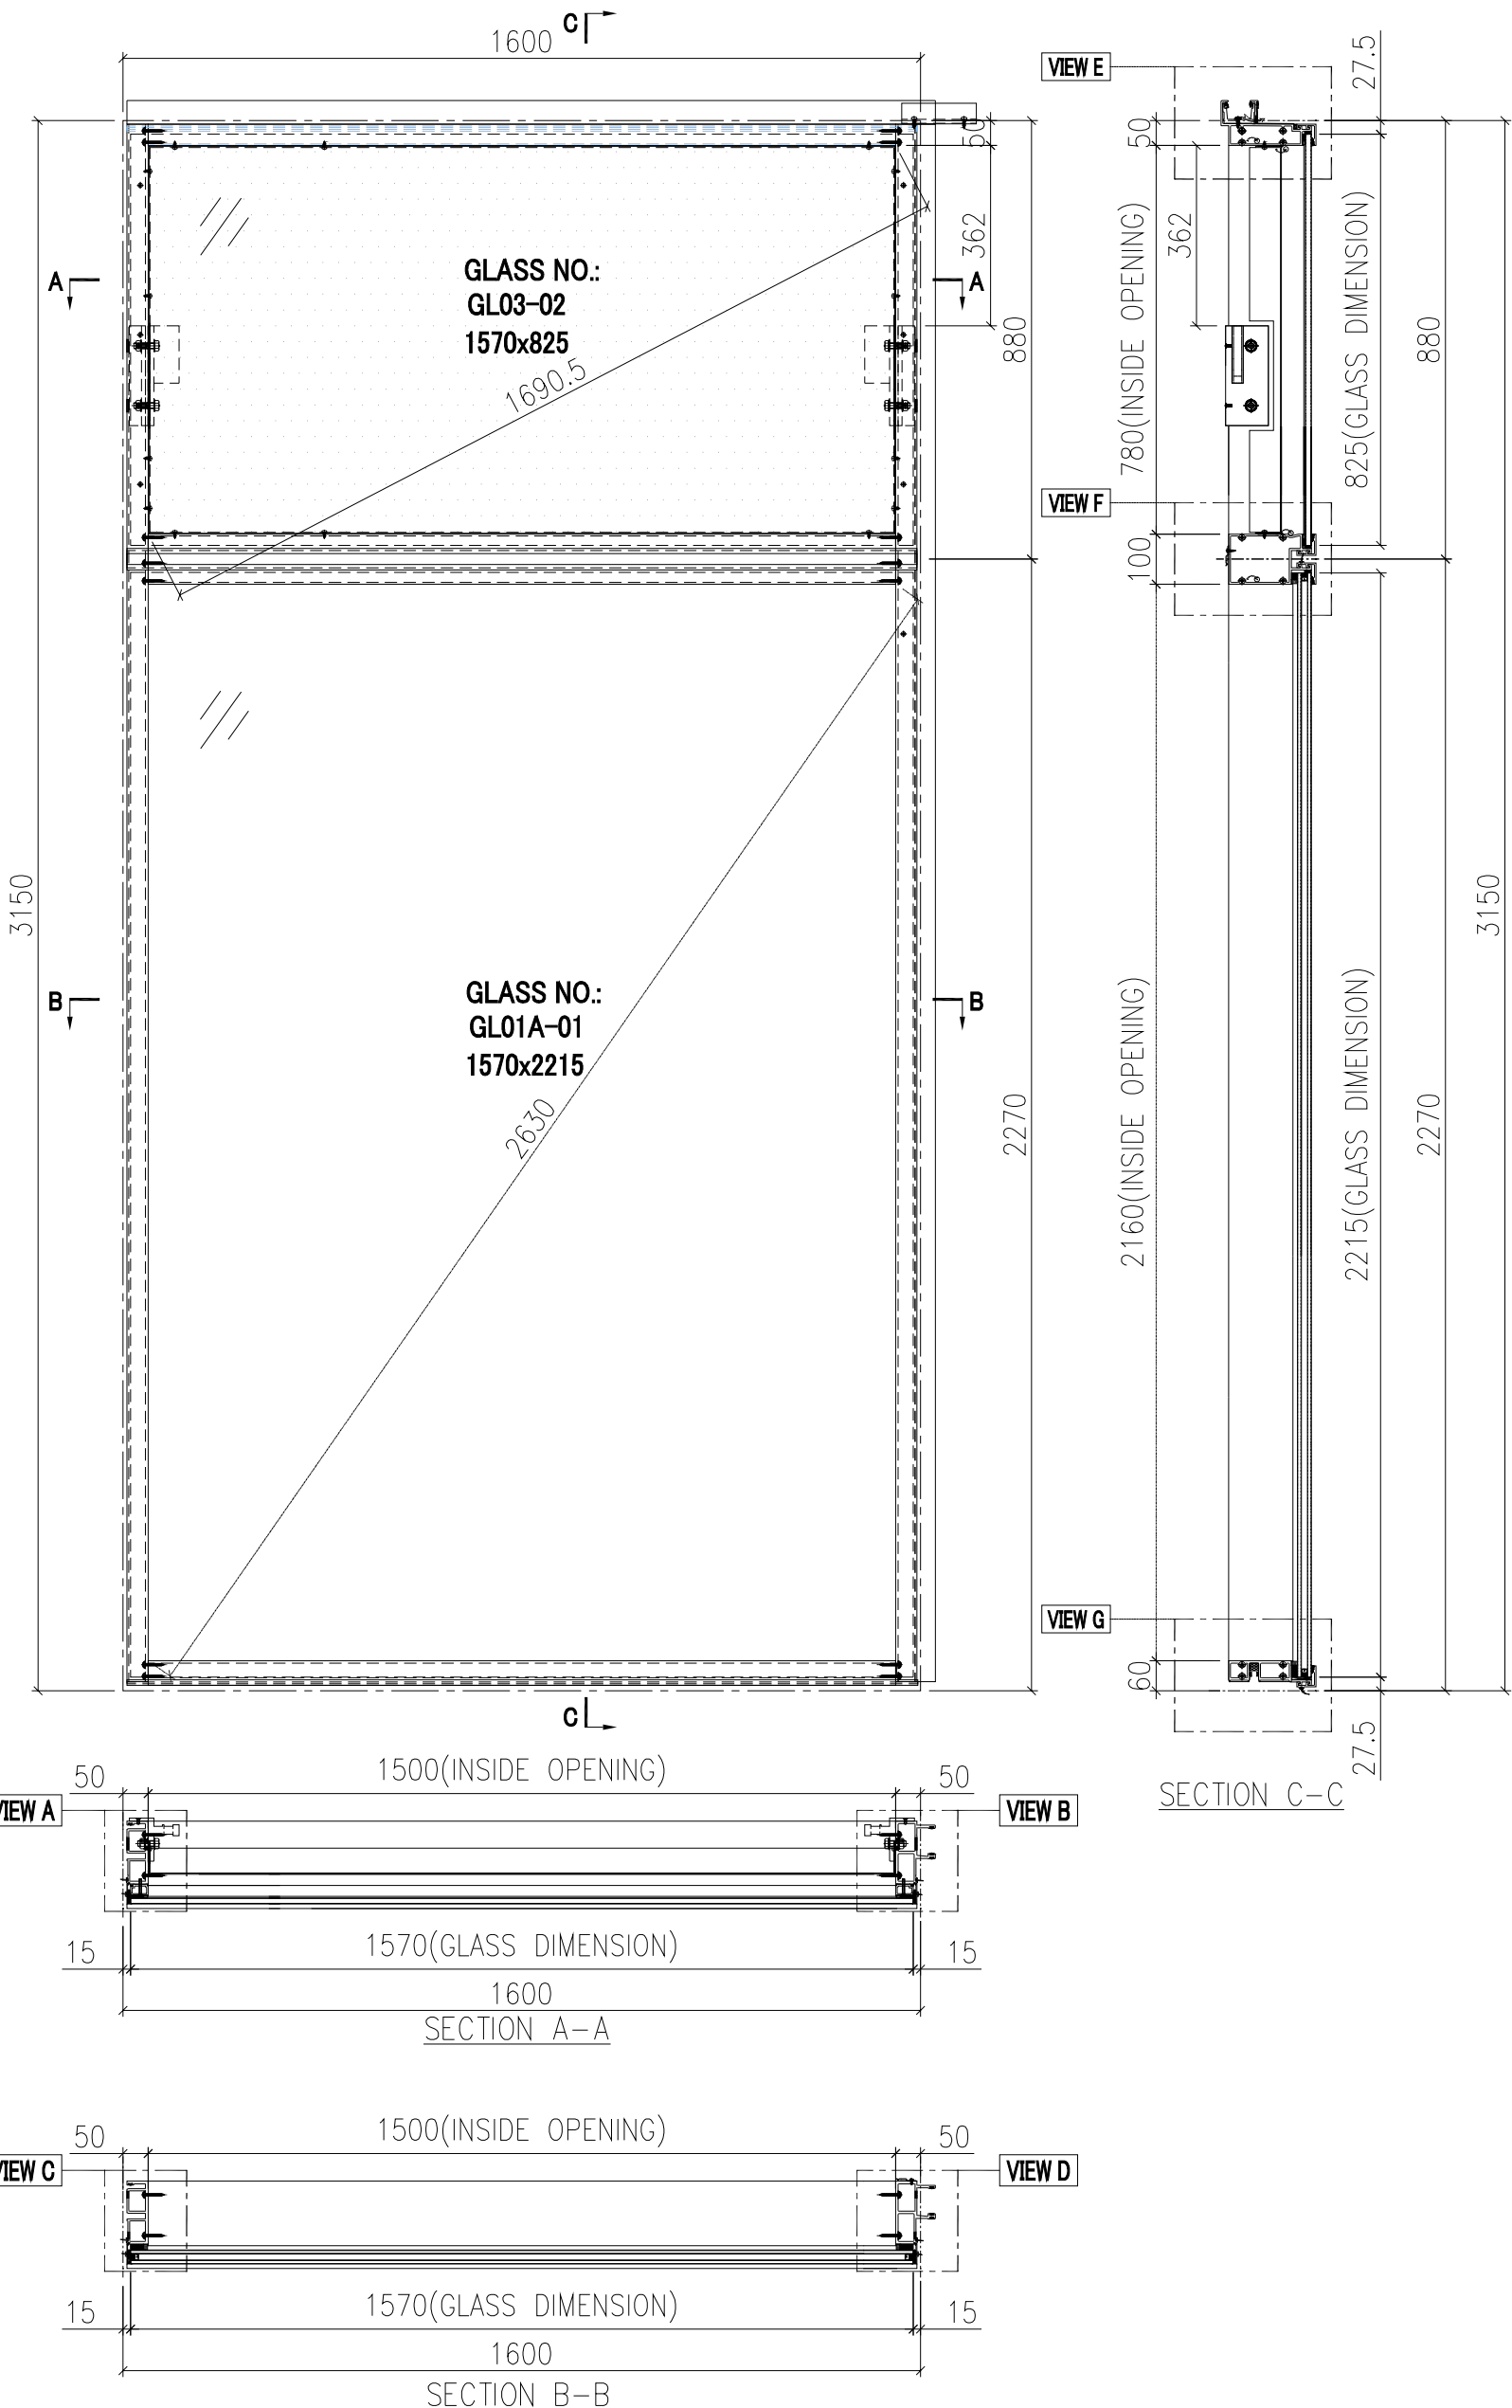 C
1600
VIEW E
27.5
50
50
A
A
GLASS NO.:
GL03-02
1570x825
1690.5
362
880
780(INSIDE OPENING)
362
825(GLASS DIMENSION)
880
VIEW F
100
3150
3150
B
B
GLASS NO.:
GL01A-01
1570x2215
2630
2270
2160(INSIDE OPENING)
2215(GLASS DIMENSION)
2270
VIEW G
60
27.5
C
SECTION C-C
50
1500(INSIDE OPENING)
50
VIEW A
VIEW B
15
1570(GLASS DIMENSION)
15
1600
SECTION A-A
50
1500(INSIDE OPENING)
50
VIEW C
VIEW D
15
1570(GLASS DIMENSION)
15
1600
SECTION B-B